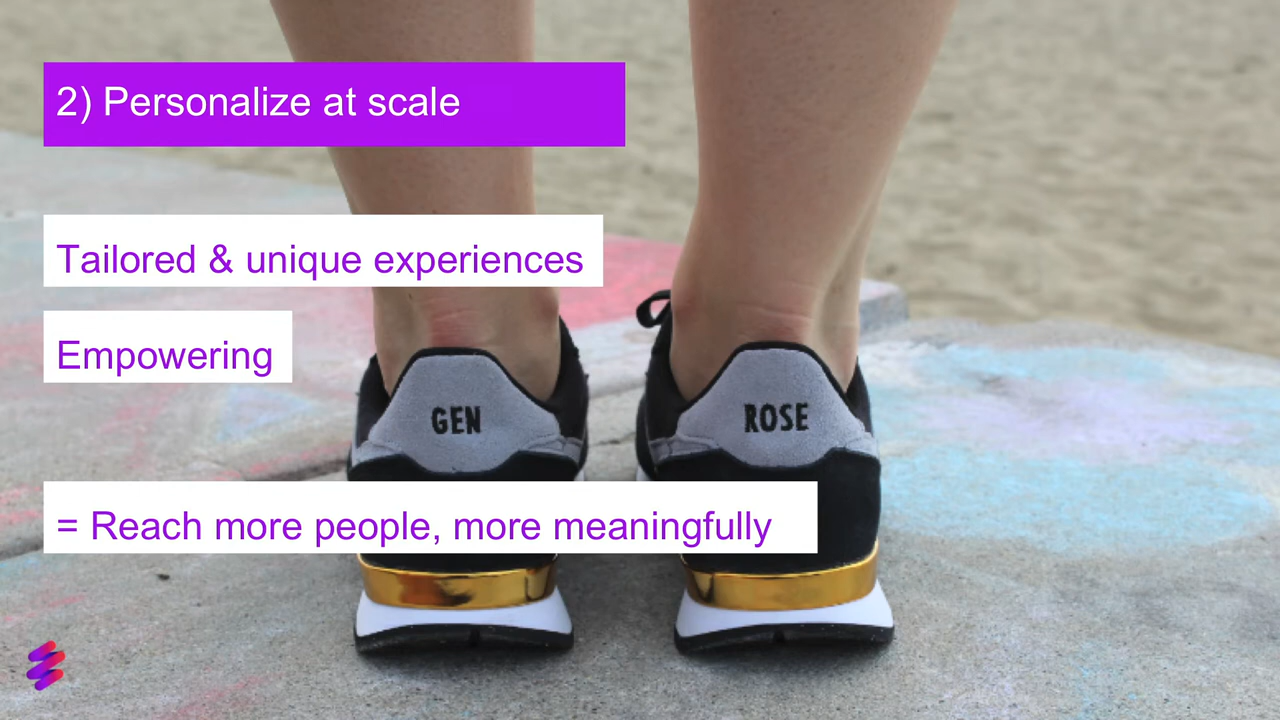 2) Personalize at scale
Tailored & unique experiences
Empowering
GEN
ROSE
= Reach more people, more meaningfully